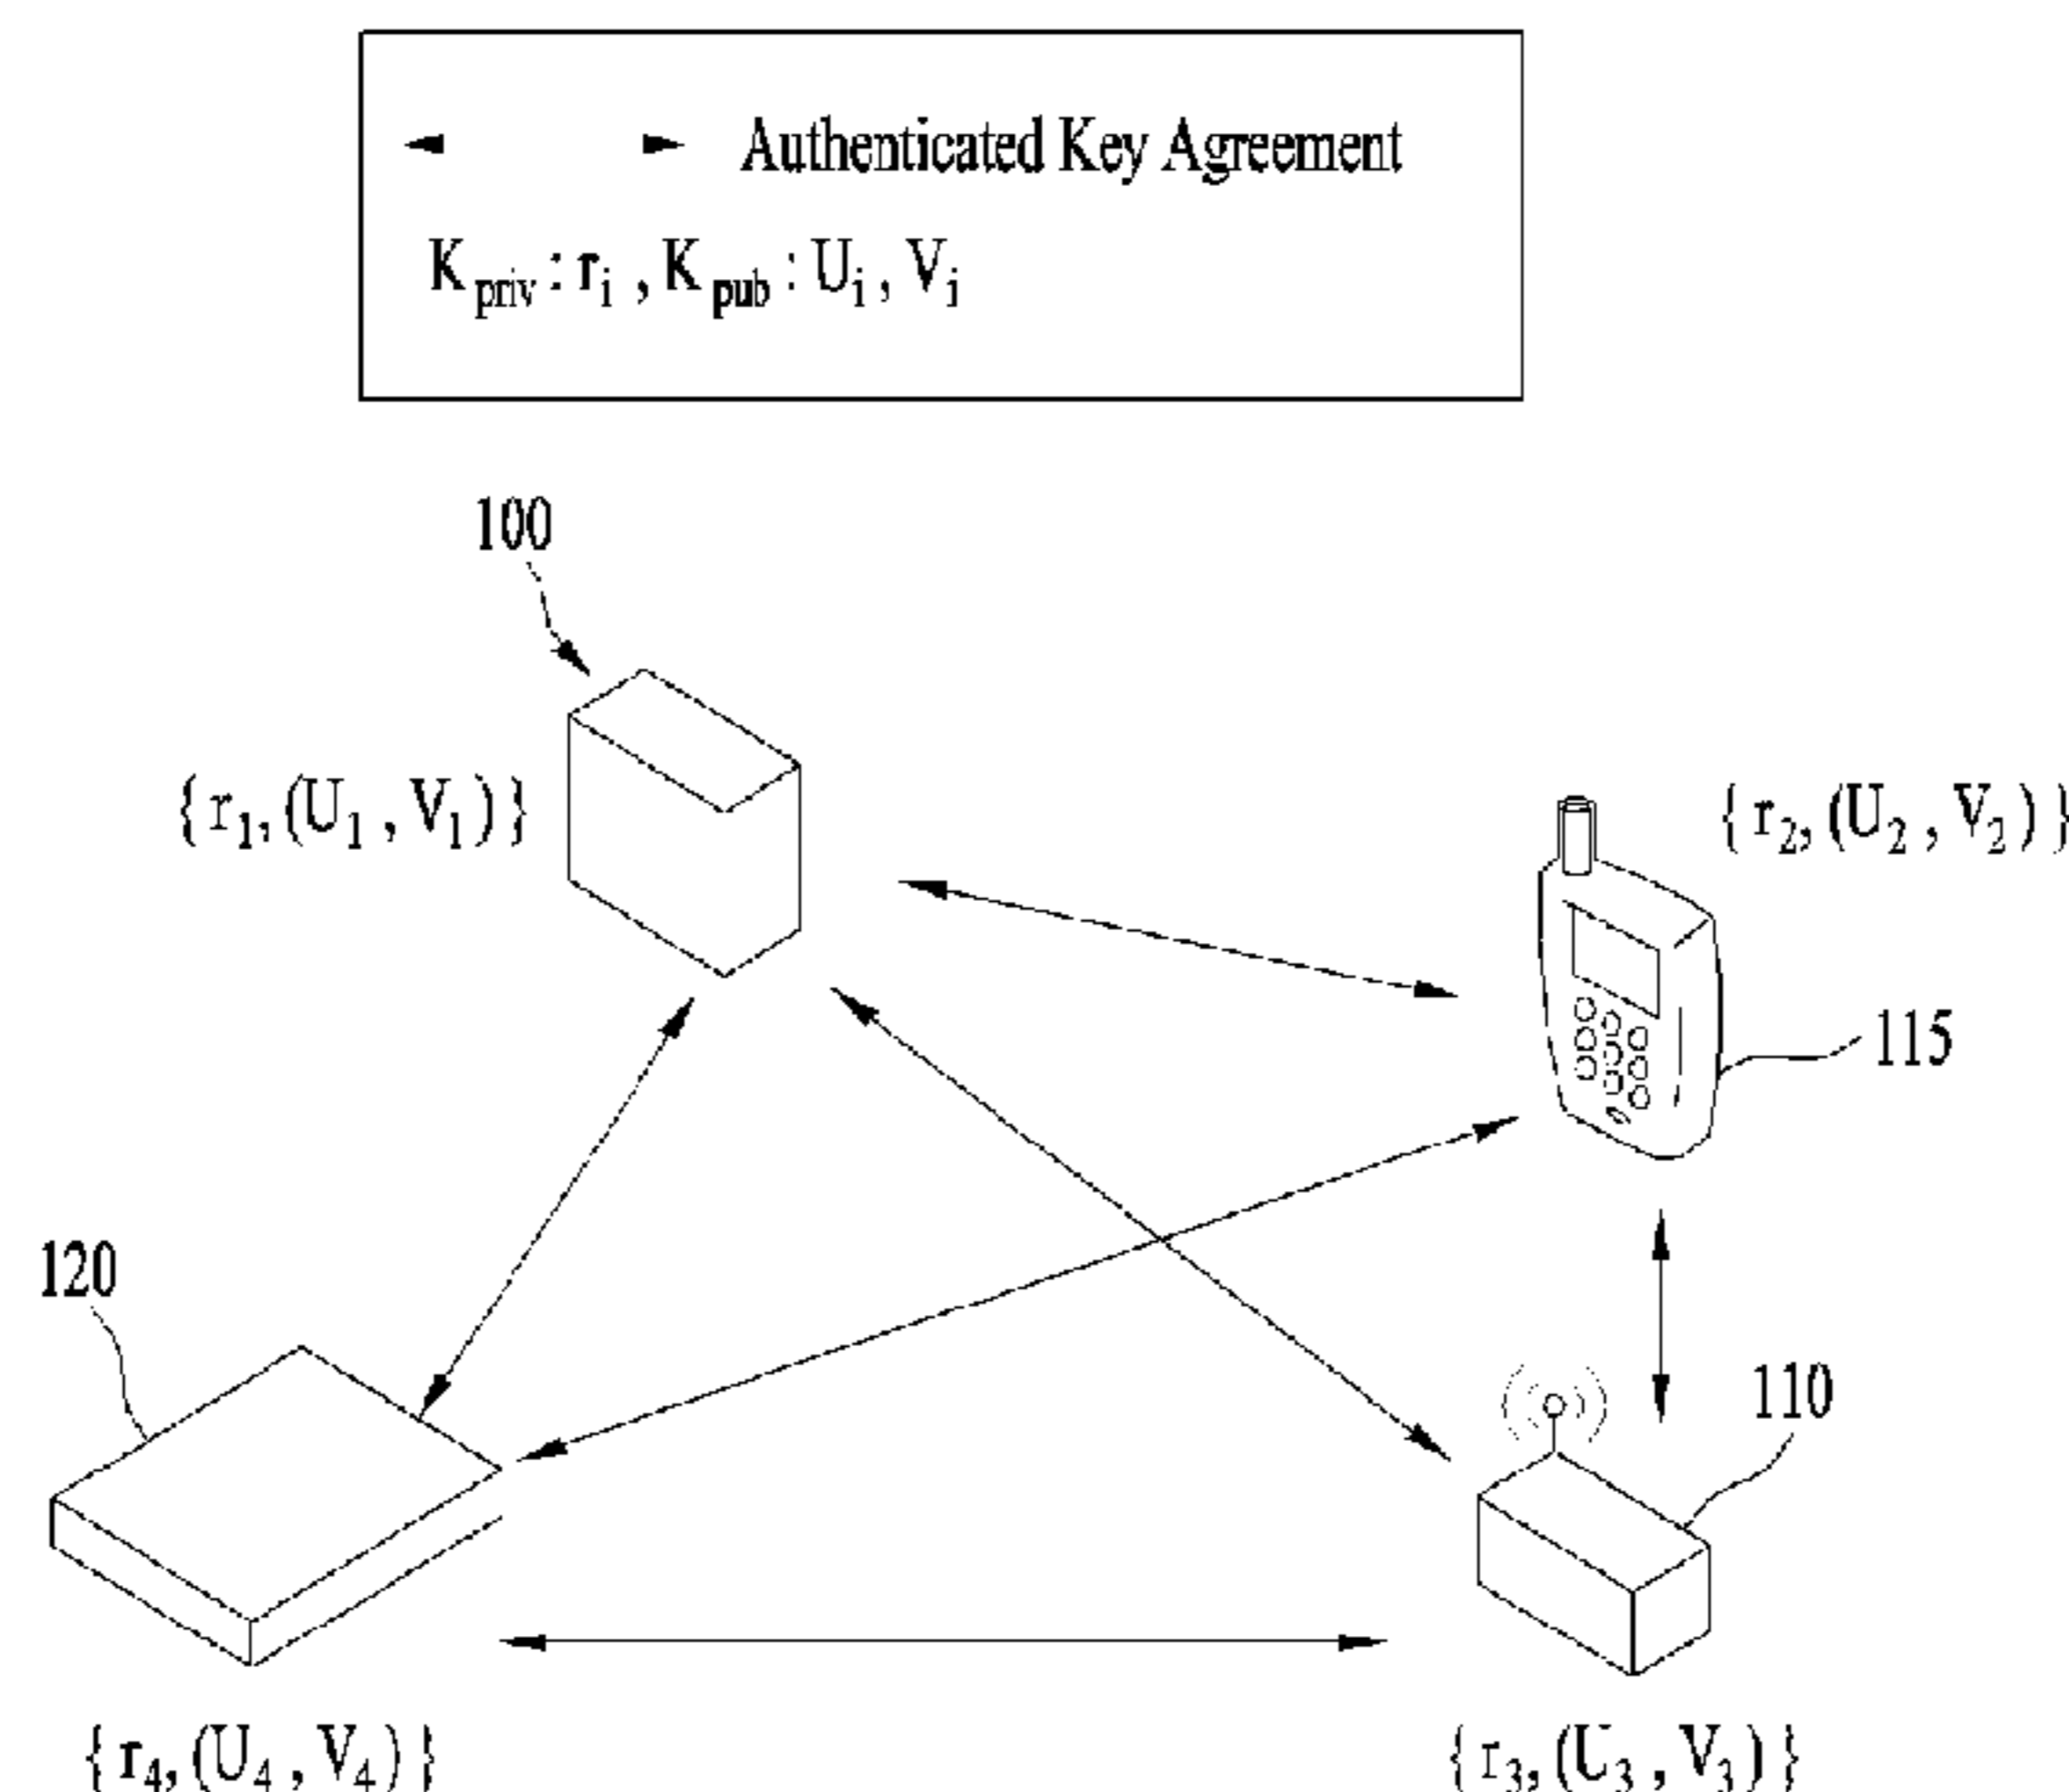 Authenticated Key Agreement
K_priv : r_i , K_pub : U_i , V_i
100
{ r_1, (U_1 , V_1) }
{ r_2, (U_2 , V_2) }
115
120
110
{ r_4, (U_4 , V_4) }
{ r_3, (U_3 , V_3) }